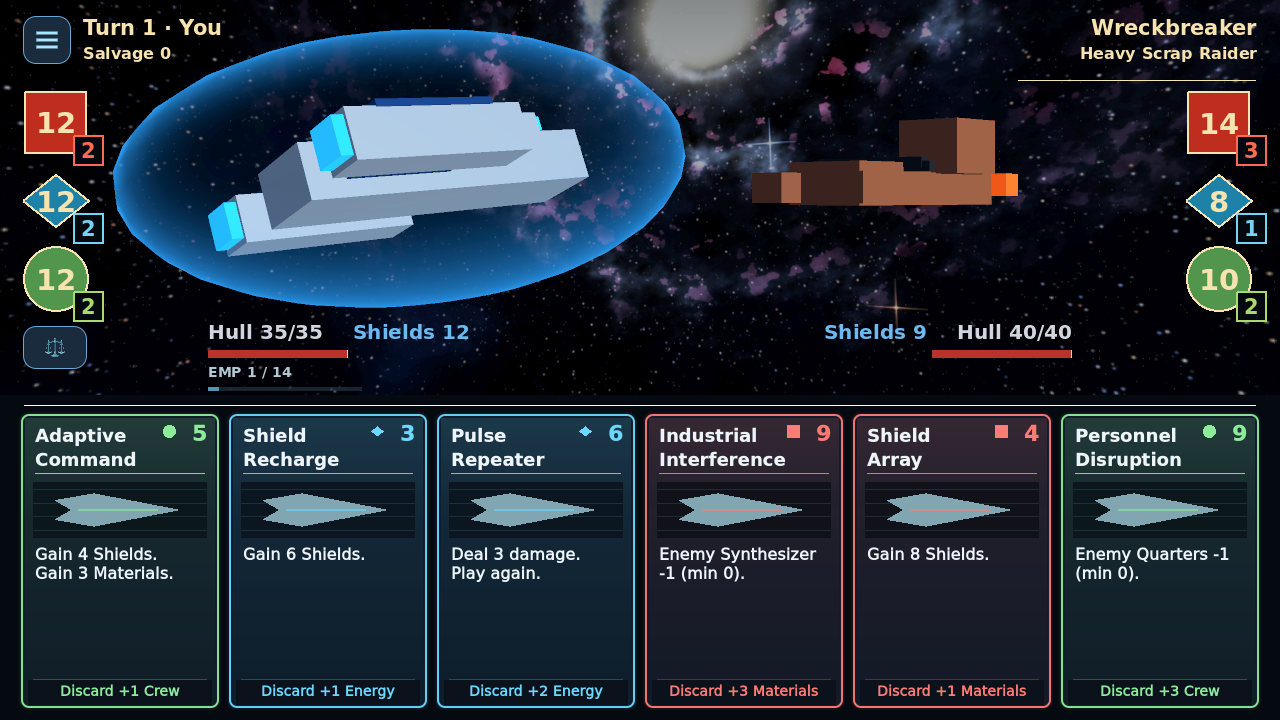 Turn 1 · You
Salvage 0
Wreckbreaker
Heavy Scrap Raider
12
2
12
2
12
2
14
3
8
1
10
2
Hull 35/35 Shields 12
EMP 1 / 14
Shields 9 Hull 40/40
Adaptive Command
5
Gain 4 Shields.
Gain 3 Materials.
Discard +1 Crew
Shield Recharge
3
Gain 6 Shields.
Discard +1 Energy
Pulse Repeater
6
Deal 3 damage.
Play again.
Discard +2 Energy
Industrial Interference
9
Enemy Synthesizer
-1 (min 0).
Discard +3 Materials
Shield Array
4
Gain 8 Shields.
Discard +1 Materials
Personnel Disruption
9
Enemy Quarters -1
(min 0).
Discard +3 Crew